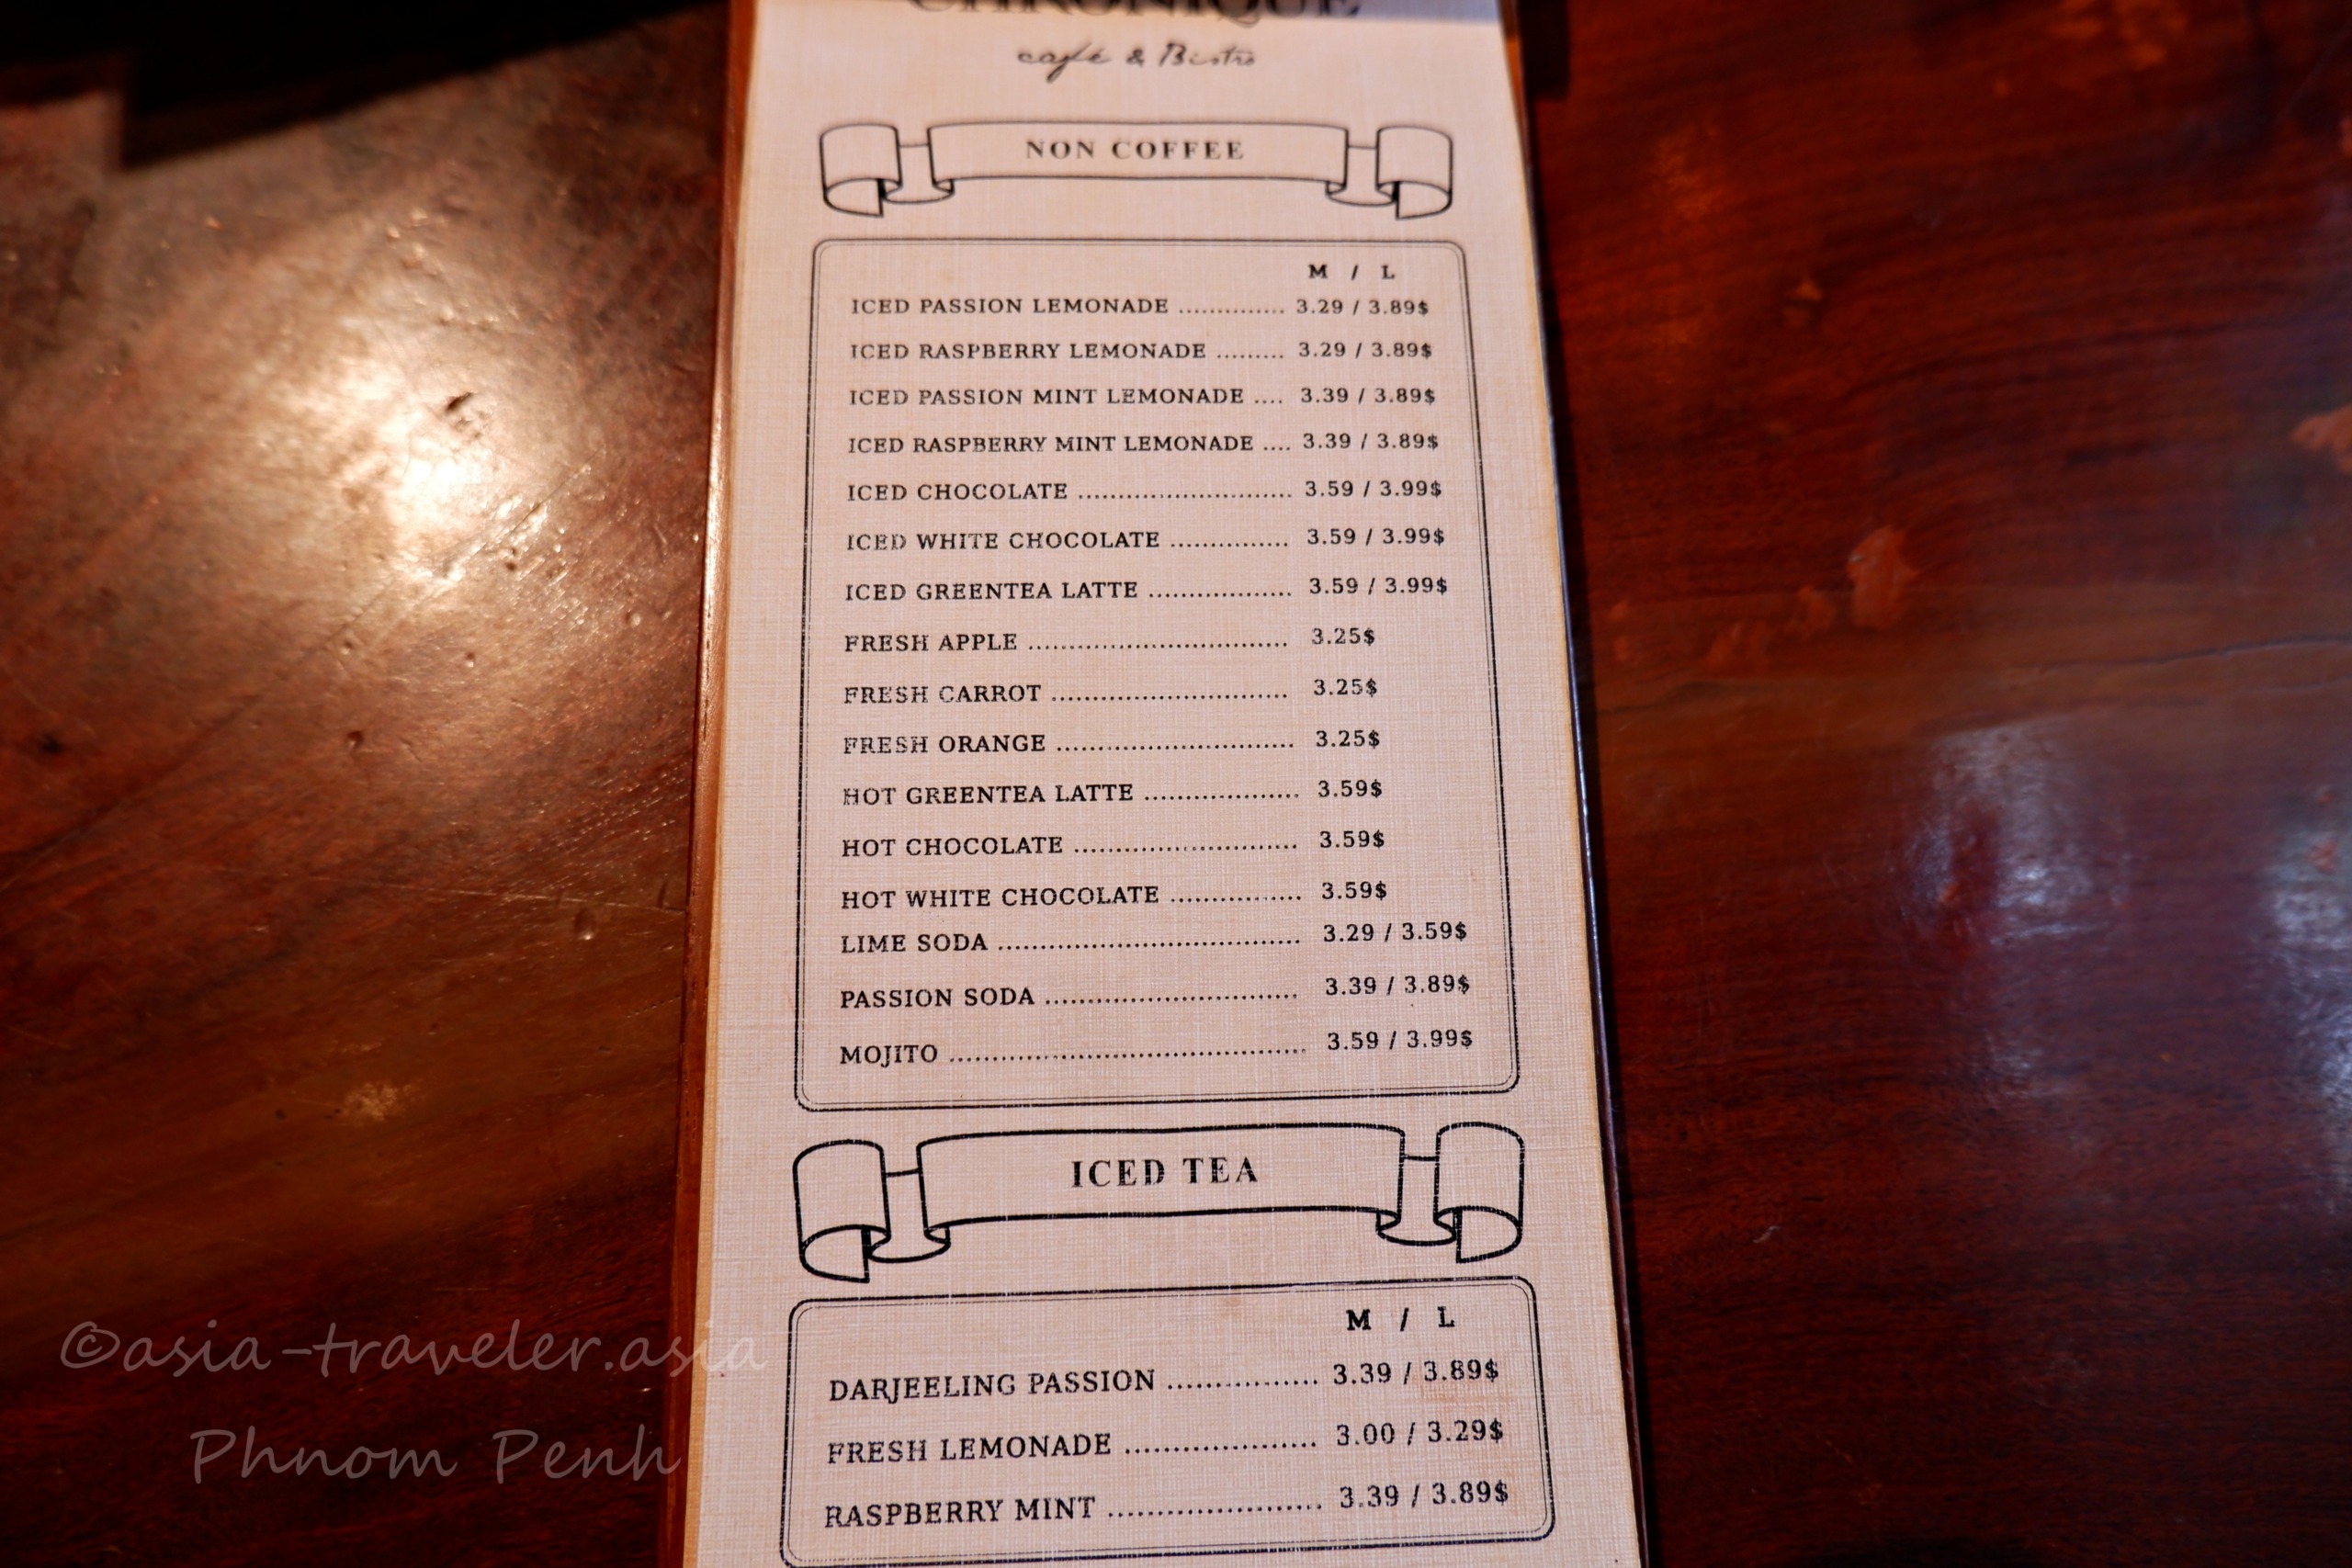 CHRONIQUE
café & Bistro
NON COFFEE
M / L
ICED PASSION LEMONADE .............. 3.29 / 3.89$
ICED RASPBERRY LEMONADE ......... 3.29 / 3.89$
ICED PASSION MINT LEMONADE .... 3.39 / 3.89$
ICED RASPBERRY MINT LEMONADE .... 3.39 / 3.89$
ICED CHOCOLATE ........................... 3.59 / 3.99$
ICED WHITE CHOCOLATE ............... 3.59 / 3.99$
ICED GREENTEA LATTE .................. 3.59 / 3.99$
FRESH APPLE ................................ 3.25$
FRESH CARROT ............................. 3.25$
FRESH ORANGE ............................. 3.25$
HOT GREENTEA LATTE ................... 3.59$
HOT CHOCOLATE ........................... 3.59$
HOT WHITE CHOCOLATE ................ 3.59$
LIME SODA ..................................... 3.29 / 3.59$
PASSION SODA ............................... 3.39 / 3.89$
MOJITO ........................................... 3.59 / 3.99$
ICED TEA
M / L
DARJEELING PASSION ................ 3.39 / 3.89$
FRESH LEMONADE .................... 3.00 / 3.29$
RASPBERRY MINT ...................... 3.39 / 3.89$
©asia-traveler.asia
Phnom Penh